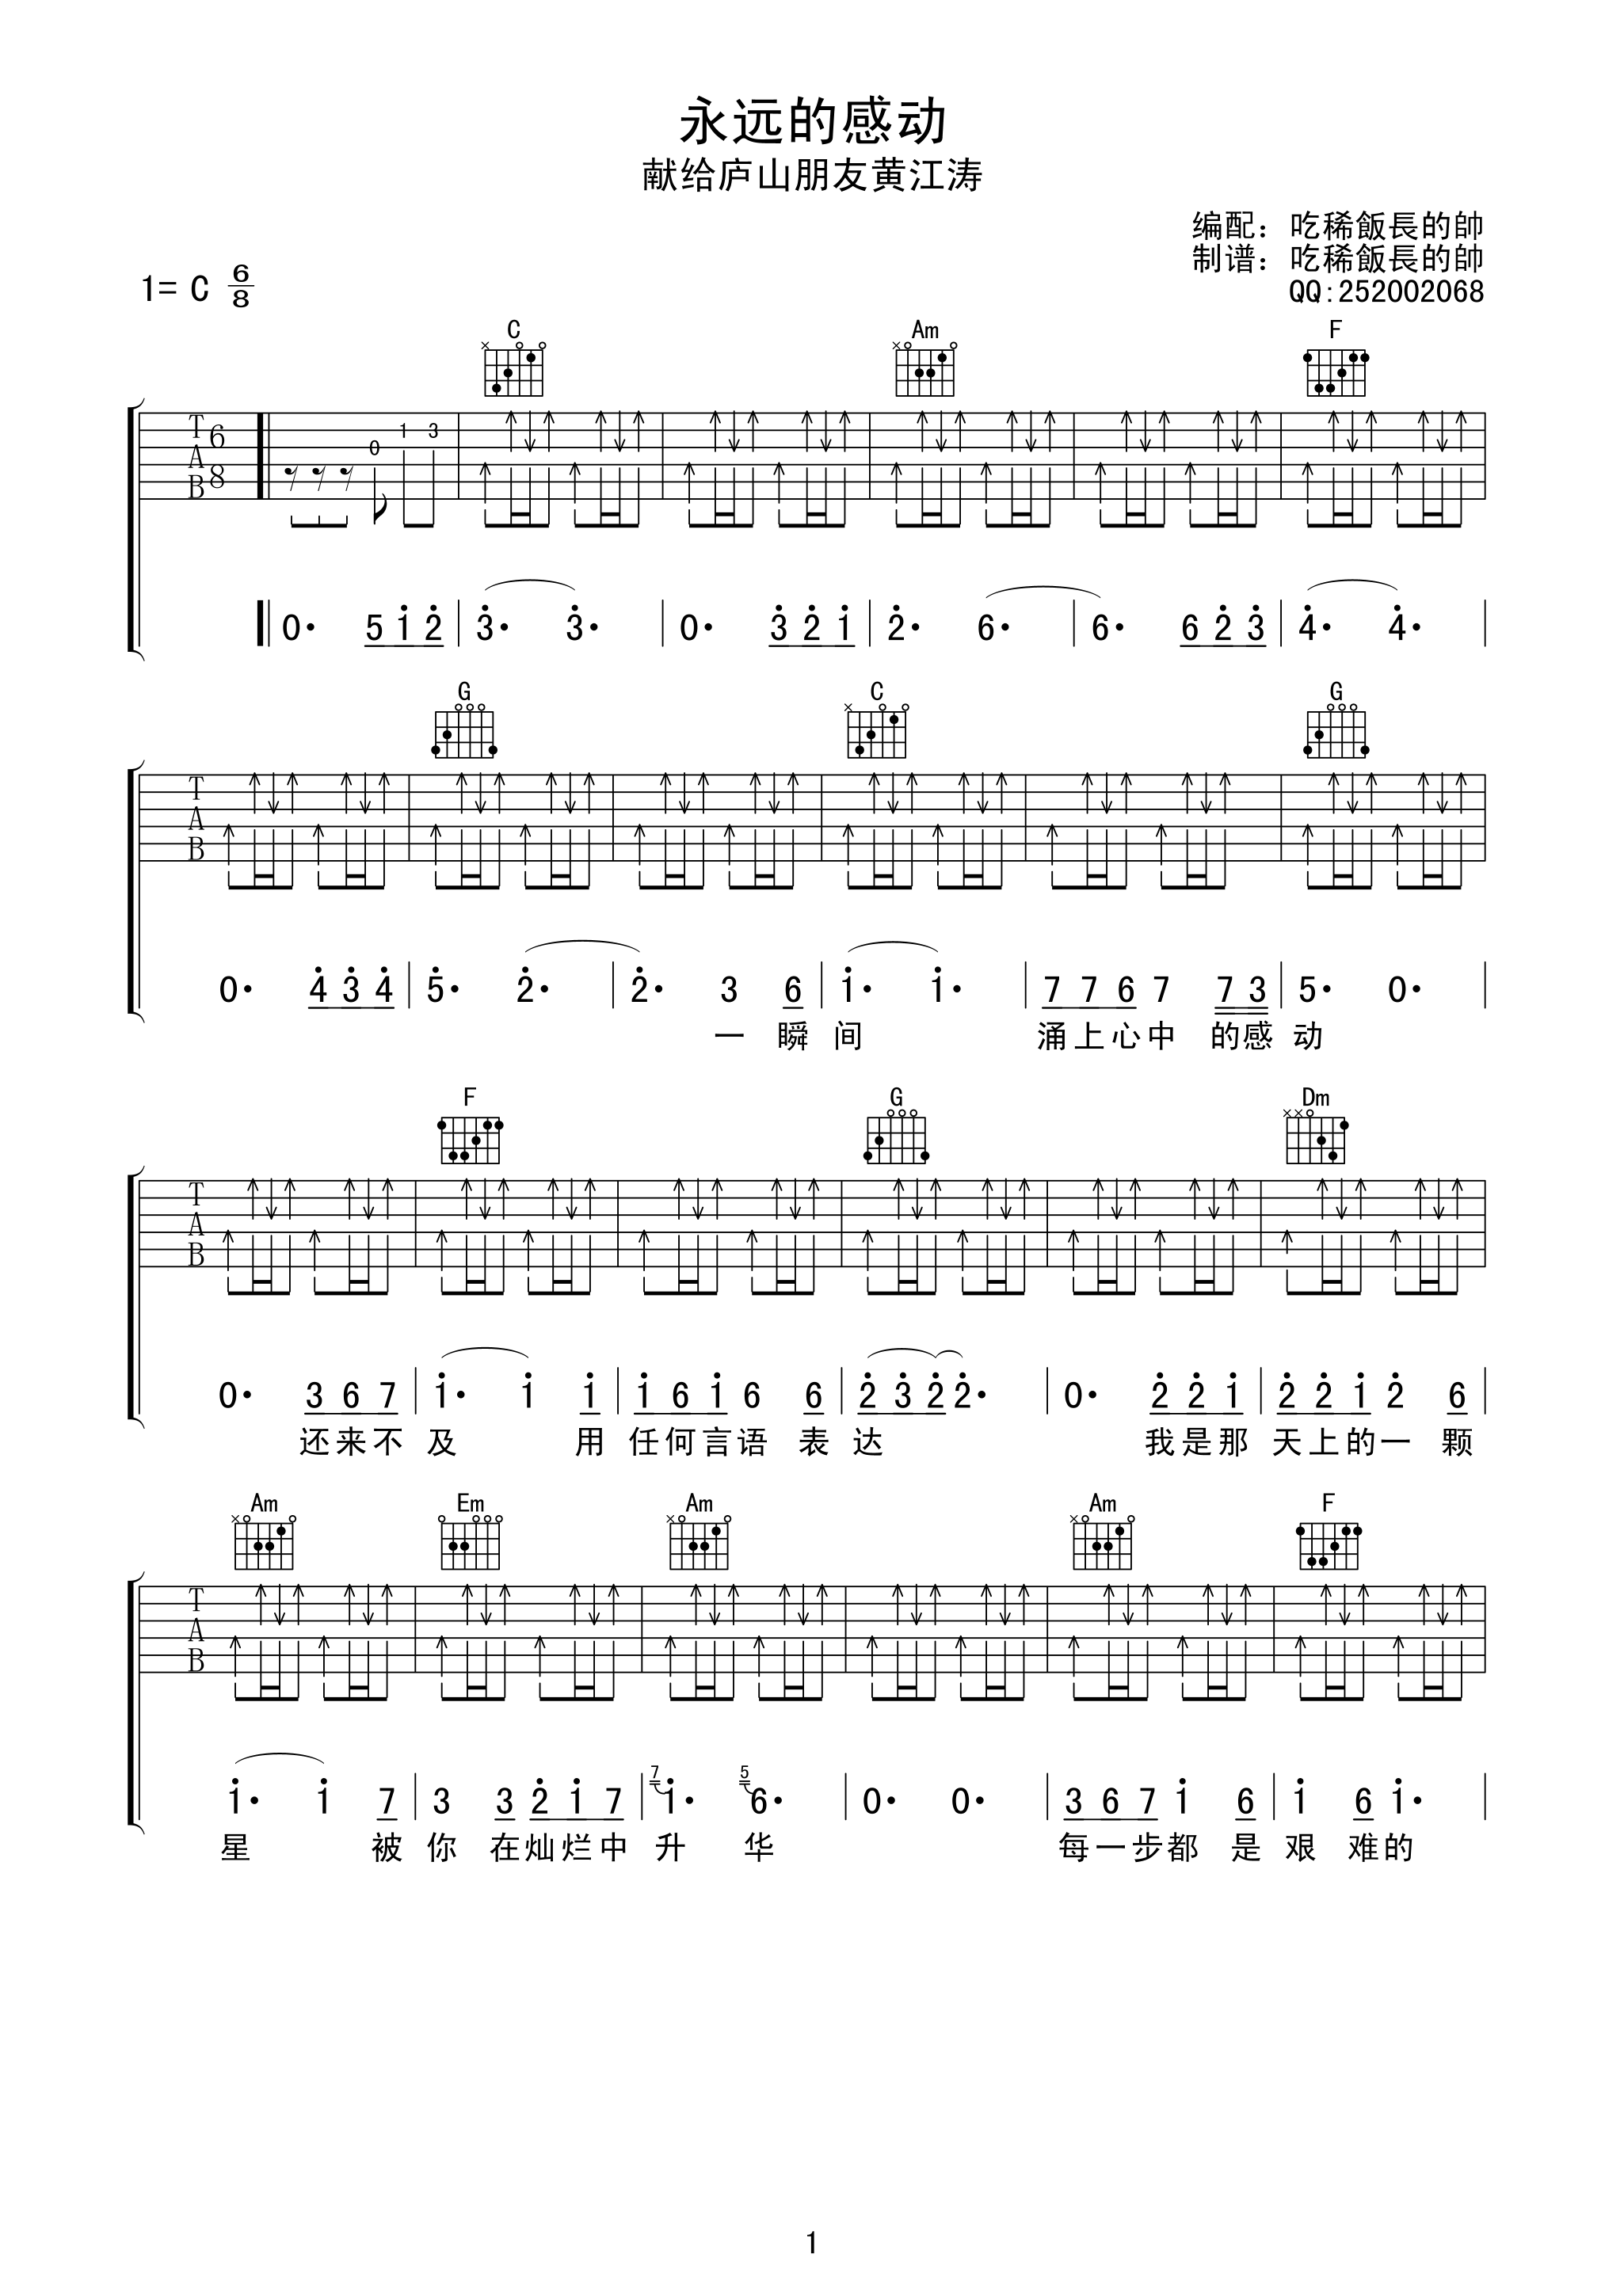 永远的感动
献给庐山朋友黄江涛
编配：吃稀飯長的帥
制谱：吃稀飯長的帥
QQ:252002068
1= C 6/8
C Am F
T A B 6 8 0 1 3
0· 5 1 2 3· 3· 0· 3 2 1 2· 6· 6· 6 2 3 4· 4·
G C G
T A B
0· 4 3 4 5· 2· 2· 3 6 1· 1· 7 7 6 7 7 3 5· 0·
一 瞬 间 涌上心中 的感 动
F G Dm
T A B
0· 3 6 7 1· 1 1 1 6 1 6 6 2 3 2 2· 0· 2 2 1 2 2 1 2 6
还来不 及 用 任何言语 表 达 我是那 天上的一 颗
Am Em Am Am F
T A B
1· 1 7 3 3 2 1 7 7 1· 5 6· 0· 0· 3 6 7 1 6 1 6 1·
星 被 你 在灿烂中 升 华 每一步都 是 艰 难的
1